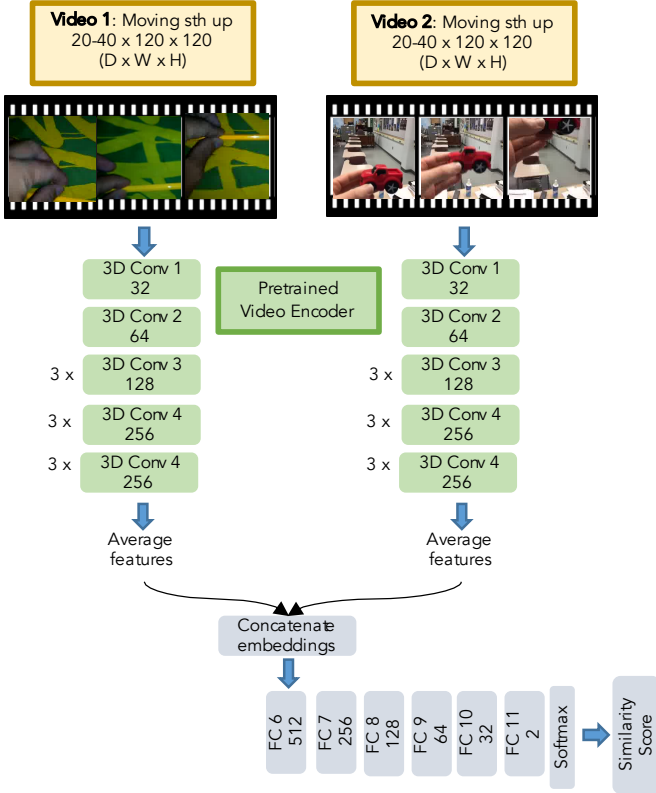 Video 1: Moving sth up
20-40 x 120 x 120
(D x W x H)
Video 2: Moving sth up
20-40 x 120 x 120
(D x W x H)
3D Conv 1
32
3D Conv 2
64
3 x
3D Conv 3
128
3 x
3D Conv 4
256
3 x
3D Conv 4
256
Average
features
Pretrained
Video Encoder
3D Conv 1
32
3D Conv 2
64
3 x
3D Conv 3
128
3 x
3D Conv 4
256
3 x
3D Conv 4
256
Average
features
Concatenate
embeddings
FC 6
512
FC 7
256
FC 8
128
FC 9
64
FC 10
32
FC 11
2
Softmax
Similarity
Score